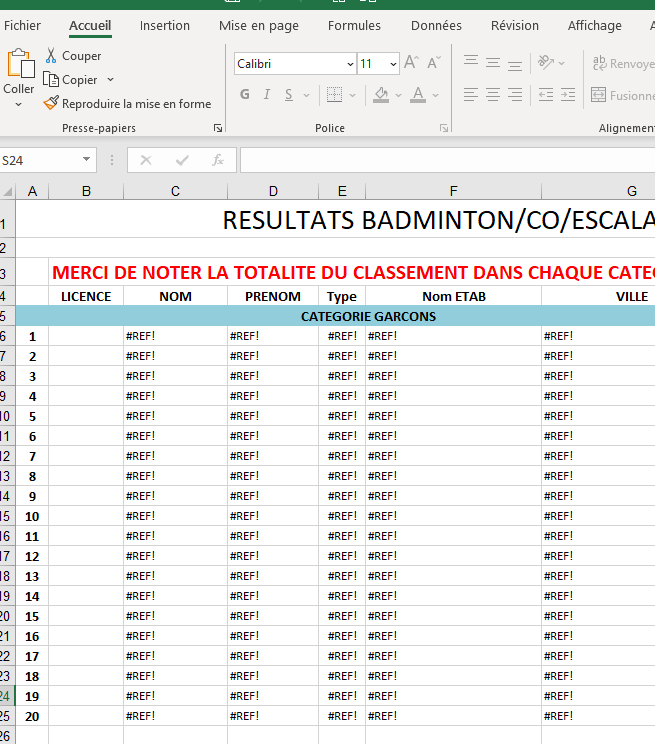 Fichier Accueil Insertion Mise en page Formules Données Révision Affichage
Couper
Copier
Coller
Reproduire la mise en forme
Calibri 11 A A
G I S A
ab Renvoye
Fusionne
Presse-papiers Police Alignemen
S24 fx
A B C D E F G
1 RESULTATS BADMINTON/CO/ESCALA
2
3 MERCI DE NOTER LA TOTALITE DU CLASSEMENT DANS CHAQUE CATEG
4 LICENCE NOM PRENOM Type Nom ETAB VILLE
5 CATEGORIE GARCONS
6 1 #REF! #REF! #REF! #REF! #REF!
7 2 #REF! #REF! #REF! #REF! #REF!
8 3 #REF! #REF! #REF! #REF! #REF!
9 4 #REF! #REF! #REF! #REF! #REF!
10 5 #REF! #REF! #REF! #REF! #REF!
11 6 #REF! #REF! #REF! #REF! #REF!
12 7 #REF! #REF! #REF! #REF! #REF!
13 8 #REF! #REF! #REF! #REF! #REF!
14 9 #REF! #REF! #REF! #REF! #REF!
15 10 #REF! #REF! #REF! #REF! #REF!
16 11 #REF! #REF! #REF! #REF! #REF!
17 12 #REF! #REF! #REF! #REF! #REF!
18 13 #REF! #REF! #REF! #REF! #REF!
19 14 #REF! #REF! #REF! #REF! #REF!
20 15 #REF! #REF! #REF! #REF! #REF!
21 16 #REF! #REF! #REF! #REF! #REF!
22 17 #REF! #REF! #REF! #REF! #REF!
23 18 #REF! #REF! #REF! #REF! #REF!
24 19 #REF! #REF! #REF! #REF! #REF!
25 20 #REF! #REF! #REF! #REF! #REF!
26